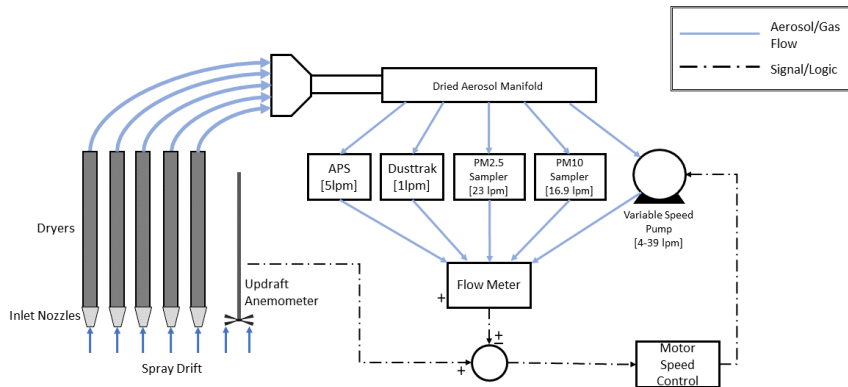 Aerosol/Gas
Flow
Signal/Logic
Dried Aerosol Manifold
APS
[5lpm]
Dusttrak
[1lpm]
PM2.5
Sampler
[23 lpm]
PM10
Sampler
[16.9 lpm]
Variable Speed
Pump
[4-39 lpm]
Dryers
Updraft
Anemometer
Inlet Nozzles
Spray Drift
Flow Meter
+
±
+
Motor
Speed
Control